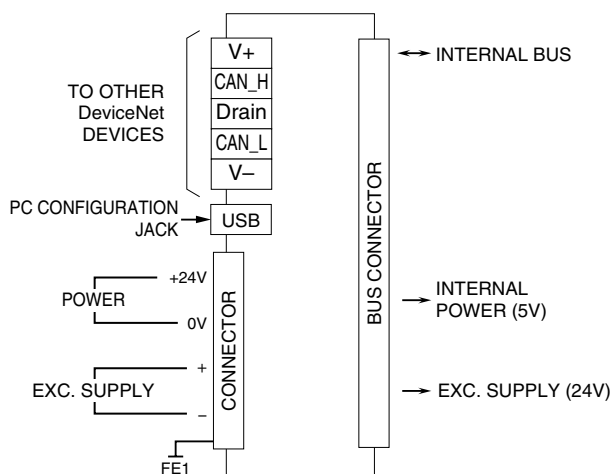 V+
CAN_H
Drain
CAN_L
V–
TO OTHER
DeviceNet
DEVICES
PC CONFIGURATION
JACK
USB
+24V
POWER
0V
+
EXC. SUPPLY
–
FE1
CONNECTOR
BUS CONNECTOR
INTERNAL BUS
INTERNAL
POWER (5V)
EXC. SUPPLY (24V)